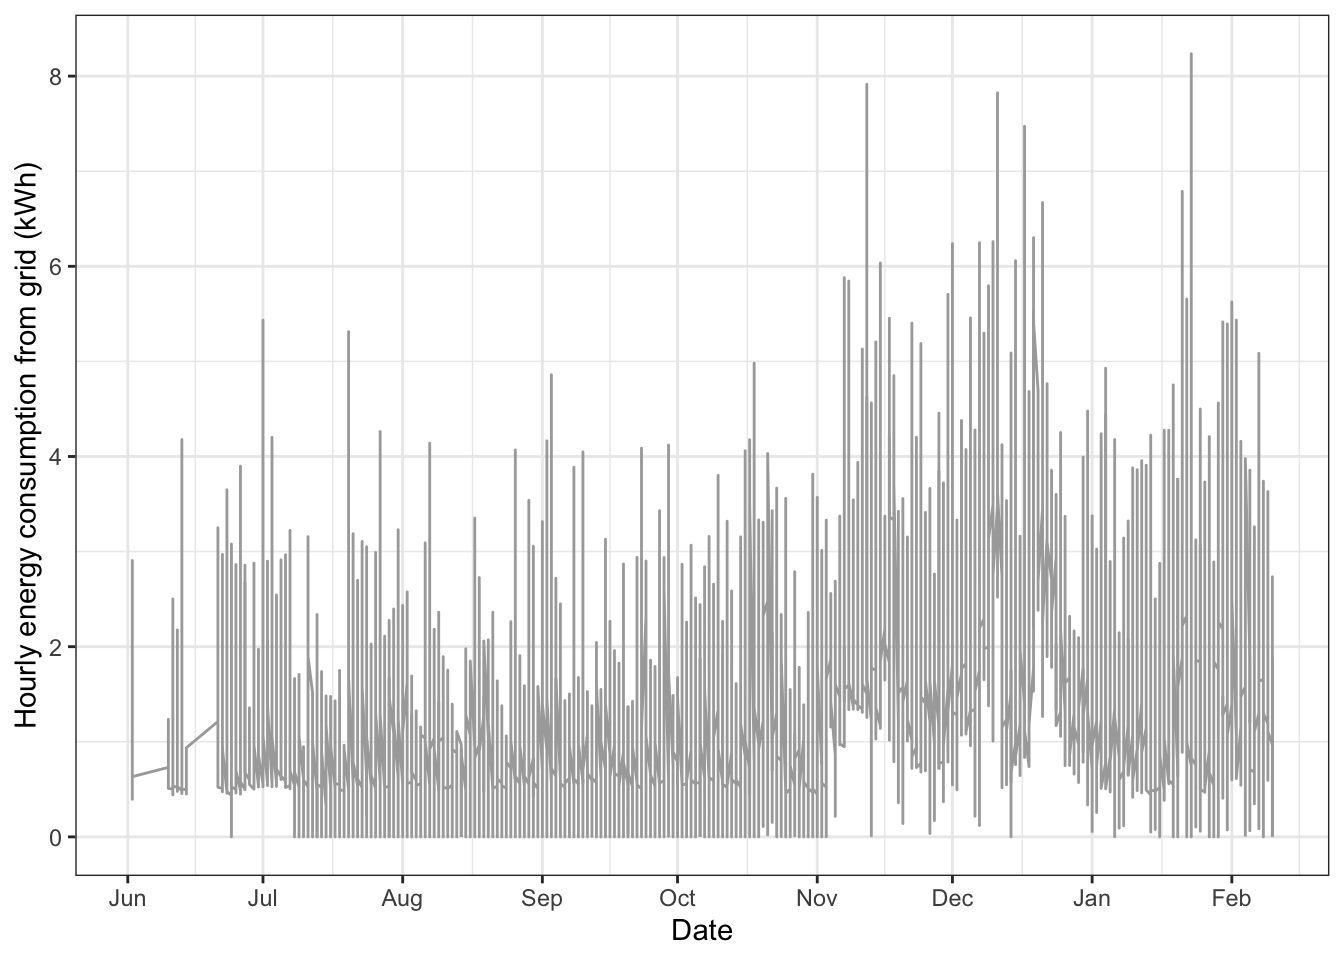 Hourly energy consumption from grid (kWh)
8
6
4
2
0
Jun Jul Aug Sep Oct Nov Dec Jan Feb
Date